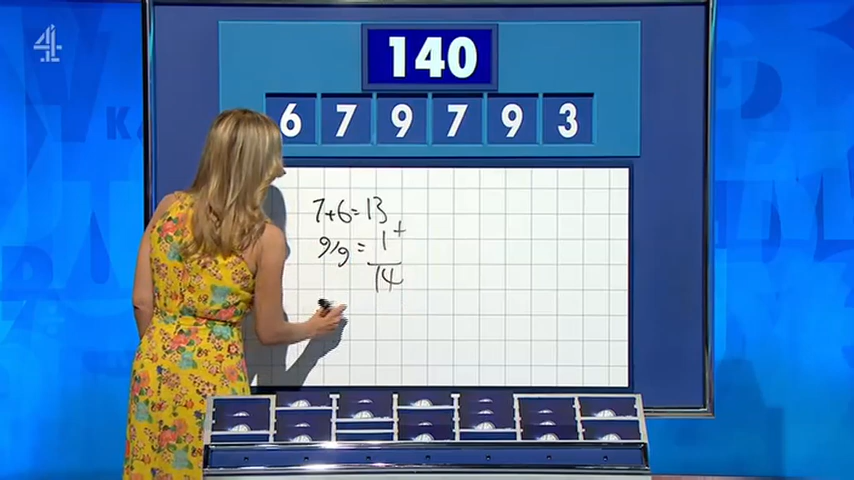 4
140
6 7 9 7 9 3
7+6=13
9/9 = 1+
14